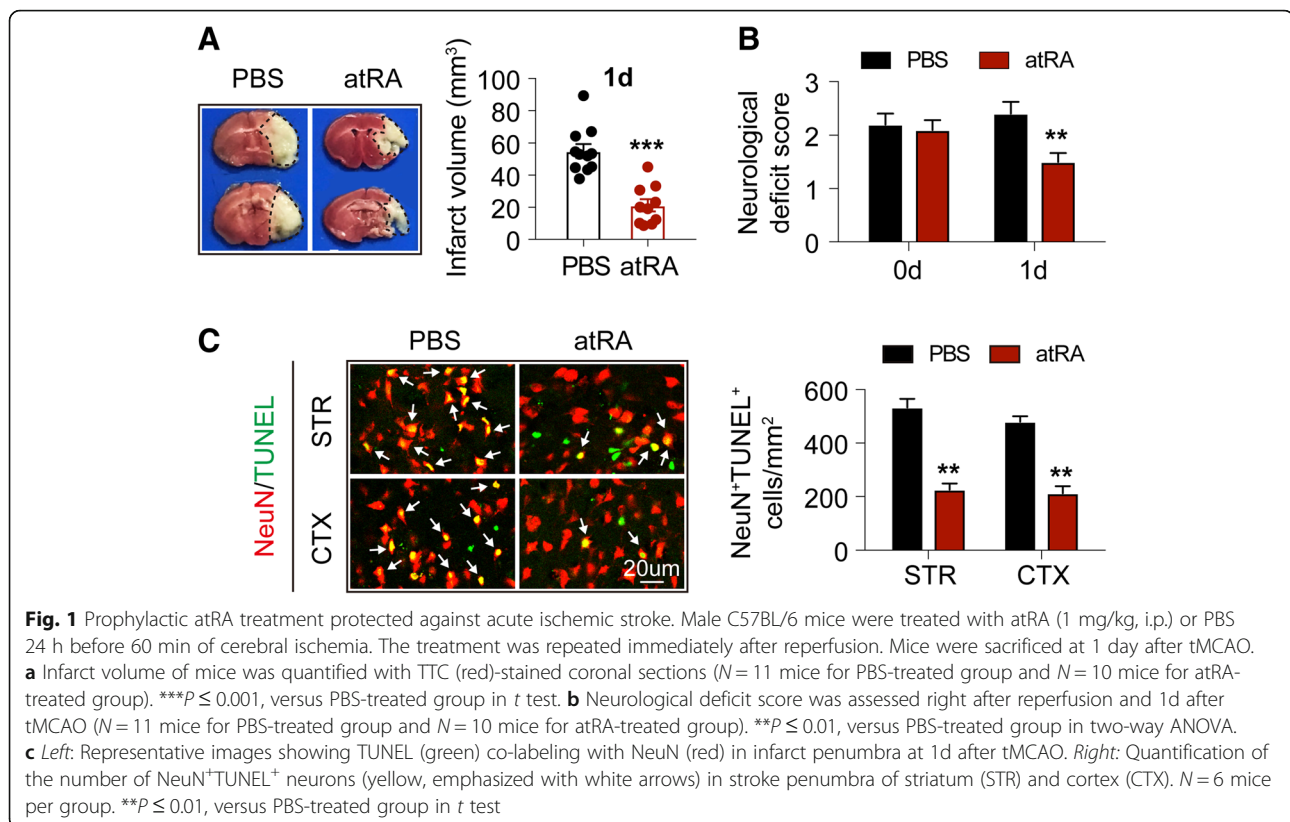 A
PBS atRA
Infarct volume (mm³)
1d
100
80
60
40
20
0
***
PBS atRA
B
PBS atRA
Neurological
deficit score
3
2
1
0
**
0d 1d
C
PBS atRA
NeuN/TUNEL
STR
CTX
20um
PBS atRA
NeuN⁺TUNEL⁺
cells/mm²
600
400
200
0
** **
STR CTX
Fig. 1 Prophylactic atRA treatment protected against acute ischemic stroke. Male C57BL/6 mice were treated with atRA (1 mg/kg, i.p.) or PBS
24 h before 60 min of cerebral ischemia. The treatment was repeated immediately after reperfusion. Mice were sacrificed at 1 day after tMCAO.
a Infarct volume of mice was quantified with TTC (red)-stained coronal sections (N = 11 mice for PBS-treated group and N = 10 mice for atRA-
treated group). ***P ≤ 0.001, versus PBS-treated group in t test. b Neurological deficit score was assessed right after reperfusion and 1d after
tMCAO (N = 11 mice for PBS-treated group and N = 10 mice for atRA-treated group). **P ≤ 0.01, versus PBS-treated group in two-way ANOVA.
c Left: Representative images showing TUNEL (green) co-labeling with NeuN (red) in infarct penumbra at 1d after tMCAO. Right: Quantification of
the number of NeuN⁺TUNEL⁺ neurons (yellow, emphasized with white arrows) in stroke penumbra of striatum (STR) and cortex (CTX). N = 6 mice
per group. **P ≤ 0.01, versus PBS-treated group in t test